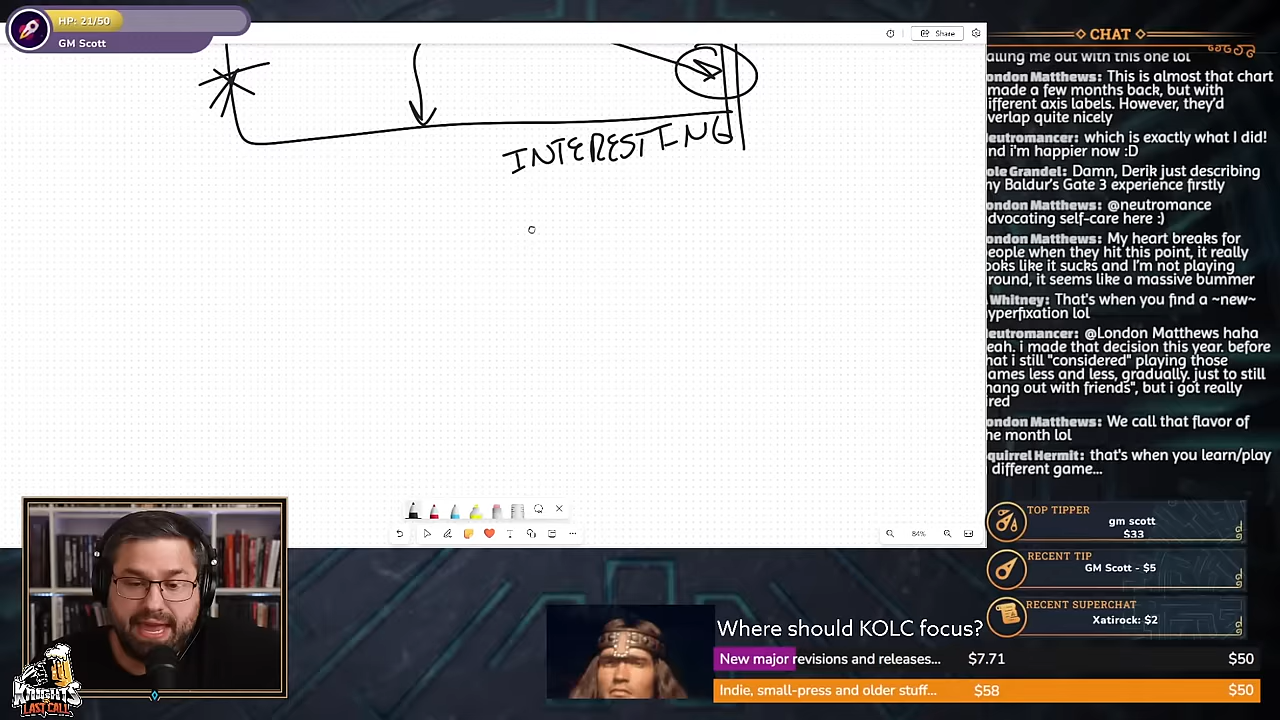 HP: 21/50
GM Scott
Share
INTERESTING
84%
CHAT
alling me out with this one lol
ondon Matthews: This is almost that chart
made a few months back, but with
ifferent axis labels. However, they'd
verlap quite nicely
eutromancer: which is exactly what I did!
nd i'm happier now :D
ole Grandel: Damn, Derik just describing
y Baldur's Gate 3 experience firstly
ondon Matthews: @neutromance
dvocating self-care here :)
ondon Matthews: My heart breaks for
eople when they hit this point, it really
ooks like it sucks and I'm not playing
round, it seems like a massive bummer
Whitney: That's when you find a ~new~
yperfixation lol
eutromancer: @London Matthews haha
eah. i made that decision this year. before
hat i still "considered" playing those
ames less and less, gradually. just to still
hang out with friends", but i got really
red
ondon Matthews: We call that flavor of
he month lol
quirrel Hermit: that's when you learn/play
different game...
TOP TIPPER
gm scott
$33
RECENT TIP
GM Scott - $5
RECENT SUPERCHAT
Xatirock: $2
Where should KOLC focus?
New major revisions and releases... $7.71 $50
Indie, small-press and older stuff... $58 $50
KNIGHTS
LAST CALL